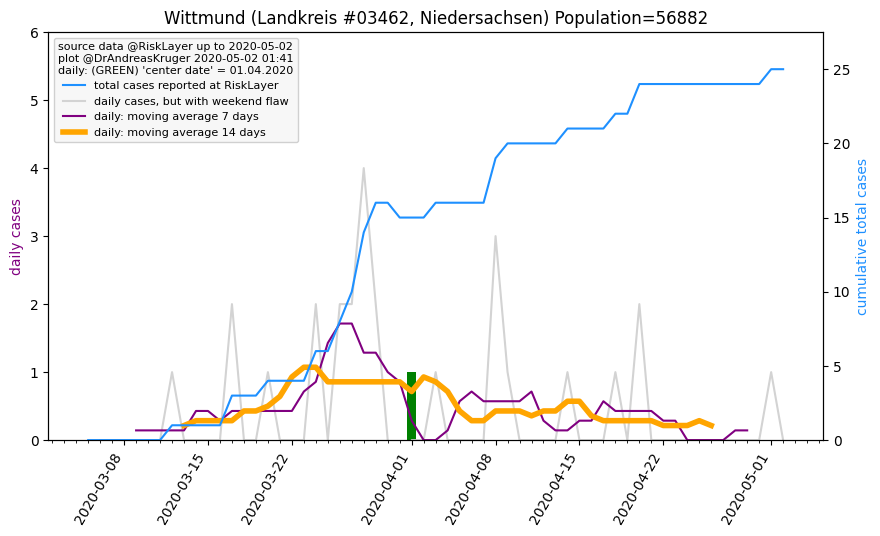 Wittmund (Landkreis #03462, Niedersachsen) Population=56882
source data @RiskLayer up to 2020-05-02
plot @DrAndreasKruger 2020-05-02 01:41
daily: (GREEN) 'center date' = 01.04.2020
total cases reported at RiskLayer
daily cases, but with weekend flaw
daily: moving average 7 days
daily: moving average 14 days
daily cases
6
5
4
3
2
1
0
cumulative total cases
25
20
15
10
5
0
2020-03-08
2020-03-15
2020-03-22
2020-04-01
2020-04-08
2020-04-15
2020-04-22
2020-05-01